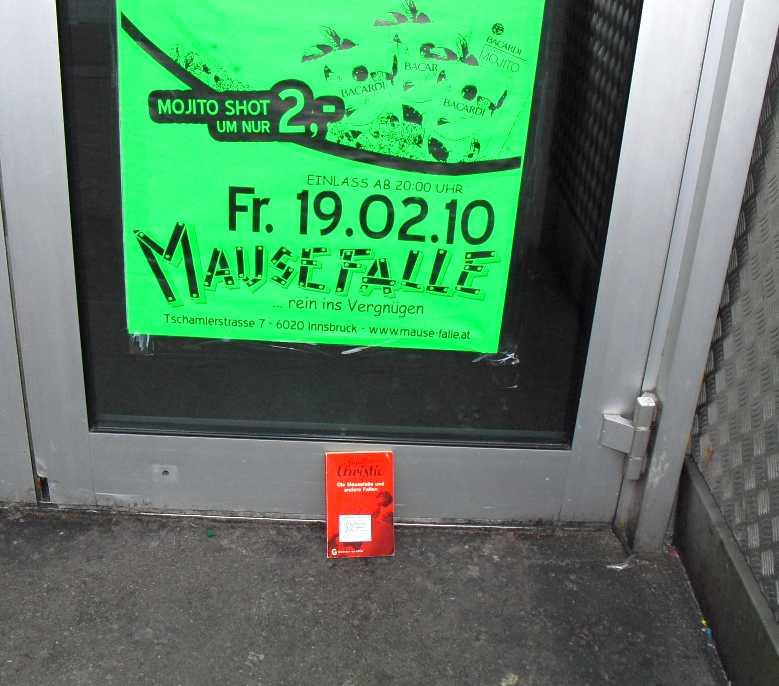 BACARDI
MOJITO
BACARDI
BACAR
BACARDI
MOJITO SHOT
UM NUR 2,-
EINLASS AB 20:00 UHR
Fr. 19.02.10
MAUSEFALLE
... rein ins Vergnügen
Tschamlerstrasse 7 - 6020 Innsbruck - www.mause-falle.at
Christie
Die Mausefalle und
andere Fallen